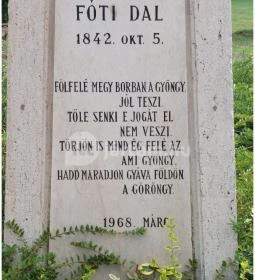 FÓTI DAL
1842. OKT. 5.
FÖLFELÉ MEGY BORBAN A GYÖNGY,
JÓL TESZI.
TŐLE SENKI E JOGÁT EL
NEM VESZI.
TÖRJÖN IS MIND ÉG FELÉ AZ,
AMI GYÖNGY,
HADD MARADJON GYÁVA FÖLDÖN
A GÖRÖNGY.
1968. MÁRC.